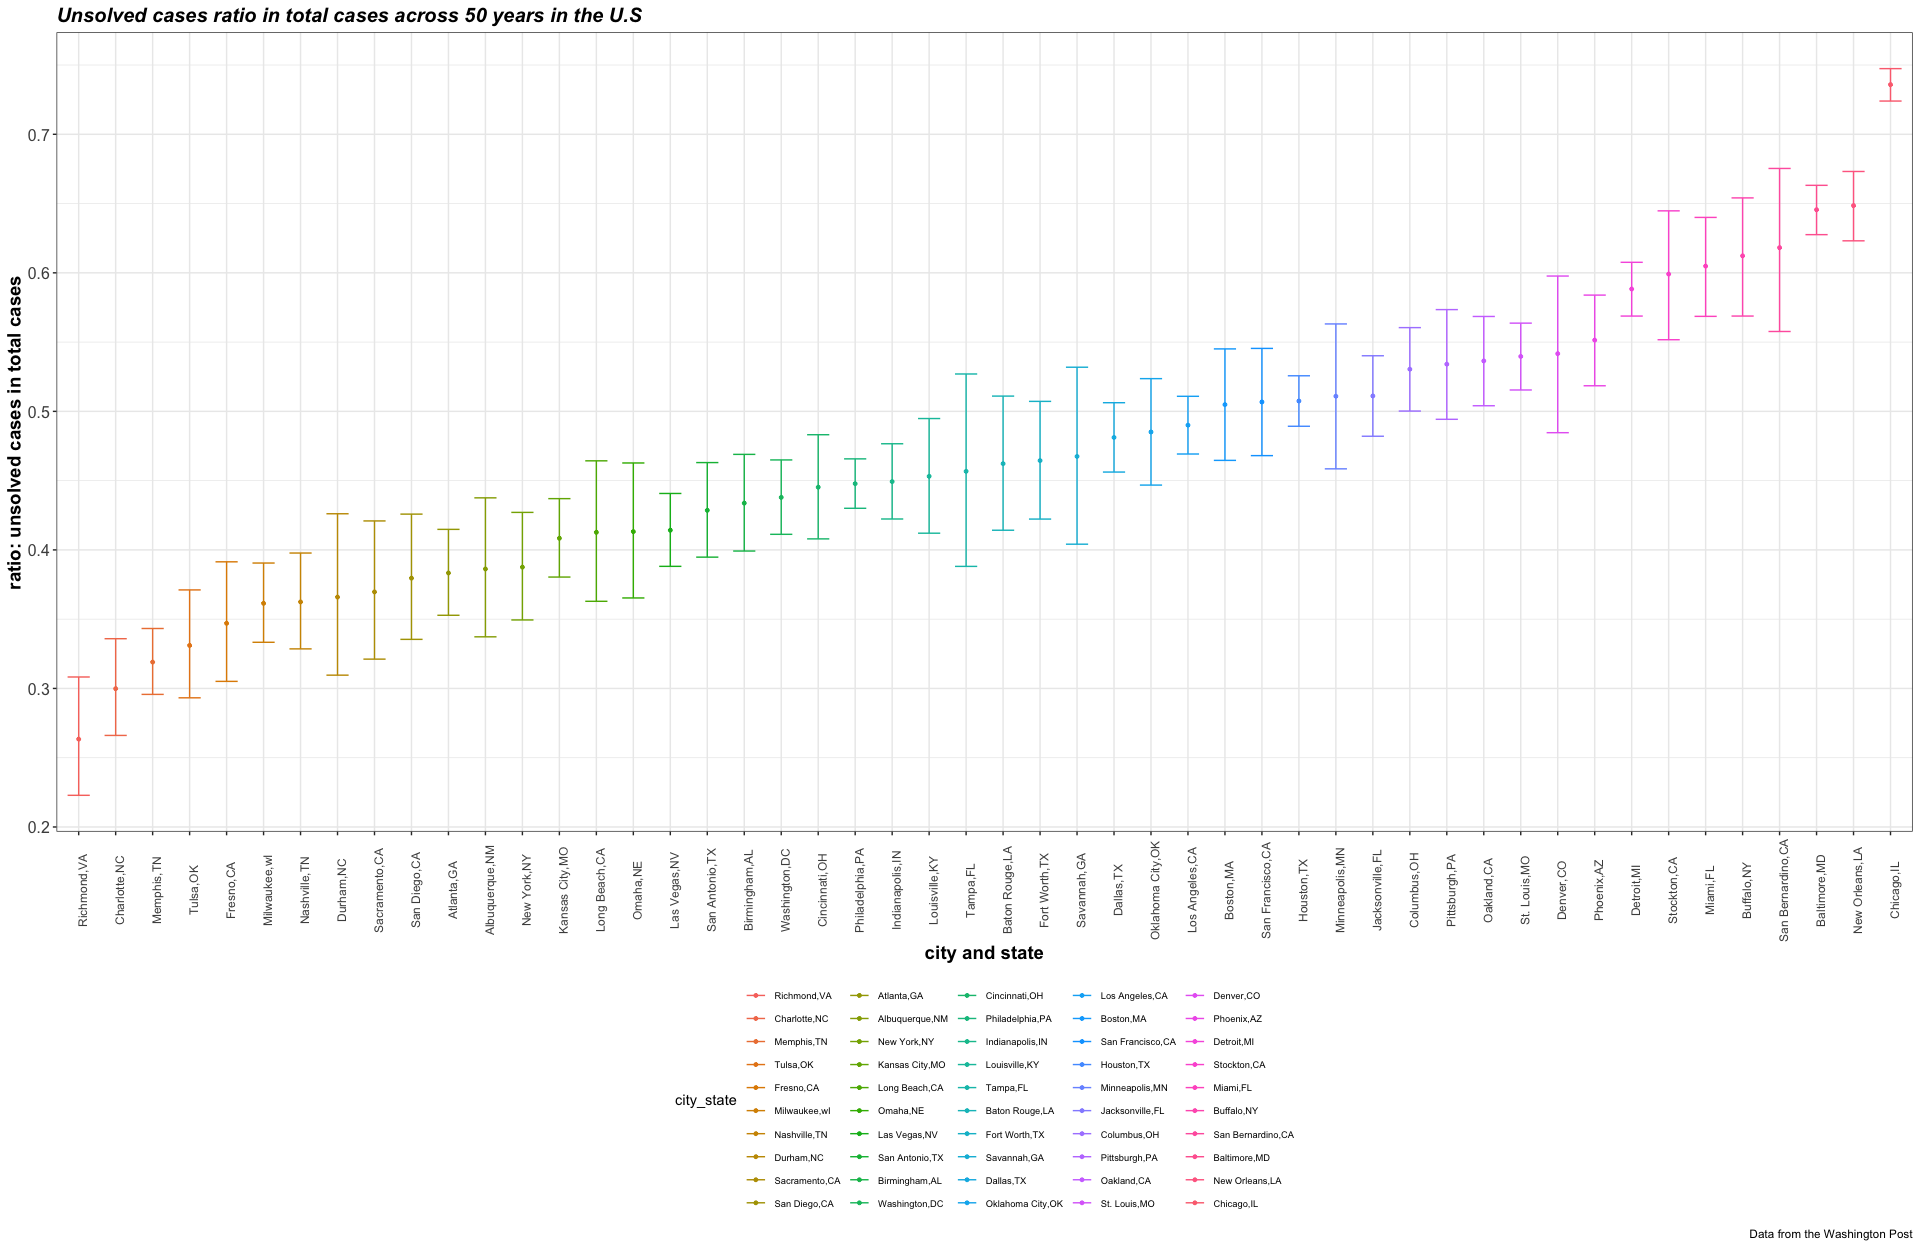 Unsolved cases ratio in total cases across 50 years in the U.S
ratio: unsolved cases in total cases
0.7
0.6
0.5
0.4
0.3
0.2
Richmond,VA
Charlotte,NC
Memphis,TN
Tulsa,OK
Fresno,CA
Milwaukee,wI
Nashville,TN
Durham,NC
Sacramento,CA
San Diego,CA
Atlanta,GA
Albuquerque,NM
New York,NY
Kansas City,MO
Long Beach,CA
Omaha,NE
Las Vegas,NV
San Antonio,TX
Birmingham,AL
Washington,DC
Cincinnati,OH
Philadelphia,PA
Indianapolis,IN
Louisville,KY
Tampa,FL
Baton Rouge,LA
Fort Worth,TX
Savannah,GA
Dallas,TX
Oklahoma City,OK
Los Angeles,CA
Boston,MA
San Francisco,CA
Houston,TX
Minneapolis,MN
Jacksonville,FL
Columbus,OH
Pittsburgh,PA
Oakland,CA
St. Louis,MO
Denver,CO
Phoenix,AZ
Detroit,MI
Stockton,CA
Miami,FL
Buffalo,NY
San Bernardino,CA
Baltimore,MD
New Orleans,LA
Chicago,IL
city and state
city_state
Richmond,VA
Charlotte,NC
Memphis,TN
Tulsa,OK
Fresno,CA
Milwaukee,wI
Nashville,TN
Durham,NC
Sacramento,CA
San Diego,CA
Atlanta,GA
Albuquerque,NM
New York,NY
Kansas City,MO
Long Beach,CA
Omaha,NE
Las Vegas,NV
San Antonio,TX
Birmingham,AL
Washington,DC
Cincinnati,OH
Philadelphia,PA
Indianapolis,IN
Louisville,KY
Tampa,FL
Baton Rouge,LA
Fort Worth,TX
Savannah,GA
Dallas,TX
Oklahoma City,OK
Los Angeles,CA
Boston,MA
San Francisco,CA
Houston,TX
Minneapolis,MN
Jacksonville,FL
Columbus,OH
Pittsburgh,PA
Oakland,CA
St. Louis,MO
Denver,CO
Phoenix,AZ
Detroit,MI
Stockton,CA
Miami,FL
Buffalo,NY
San Bernardino,CA
Baltimore,MD
New Orleans,LA
Chicago,IL
Data from the Washington Post